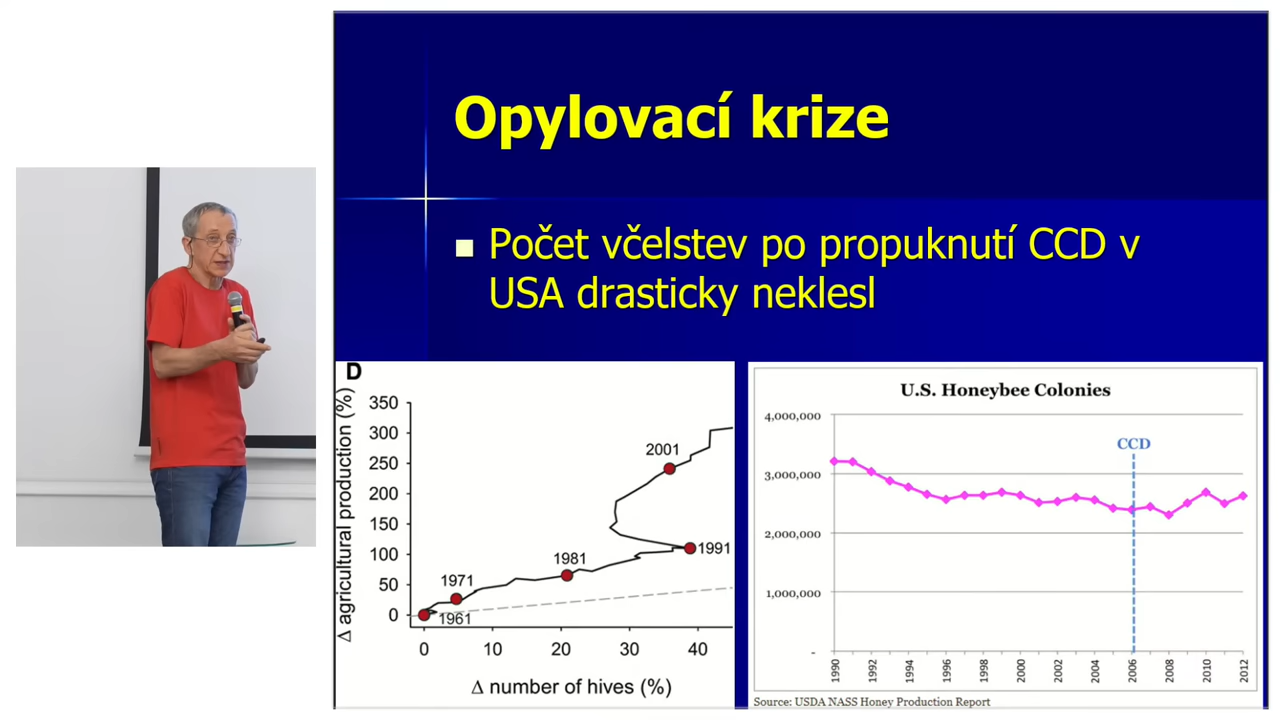 Opylovací krize
Počet včelstev po propuknutí CCD v
USA drasticky neklesl
D
Δ agricultural production (%)
350
300
250
200
150
100
50
0
1961
1971
1981
1991
2001
0 10 20 30 40
Δ number of hives (%)
U.S. Honeybee Colonies
4,000,000
3,000,000
2,000,000
1,000,000
-
CCD
1990 1992 1994 1996 1998 2000 2002 2004 2006 2008 2010 2012
Source: USDA NASS Honey Production Report